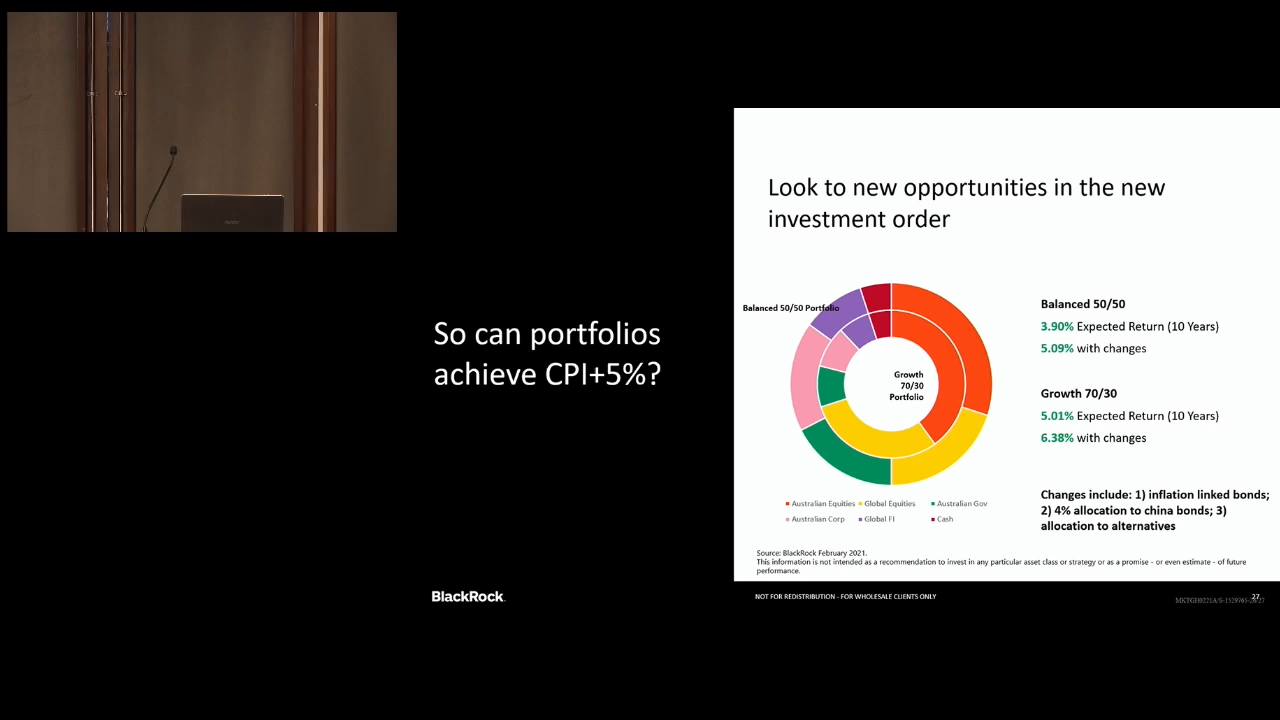 So can portfolios
achieve CPI+5%?
BlackRock.
Look to new opportunities in the new
investment order
Balanced 50/50 Portfolio
Growth
70/30
Portfolio
Australian Equities
Global Equities
Australian Gov
Australian Corp
Global FI
Cash
Balanced 50/50
3.90% Expected Return (10 Years)
5.09% with changes
Growth 70/30
5.01% Expected Return (10 Years)
6.38% with changes
Changes include: 1) inflation linked bonds;
2) 4% allocation to china bonds; 3)
allocation to alternatives
Source: BlackRock February 2021.
This information is not intended as a recommendation to invest in any particular asset class or strategy or as a promise - or even estimate - of future
performance.
NOT FOR REDISTRIBUTION - FOR WHOLESALE CLIENTS ONLY
27